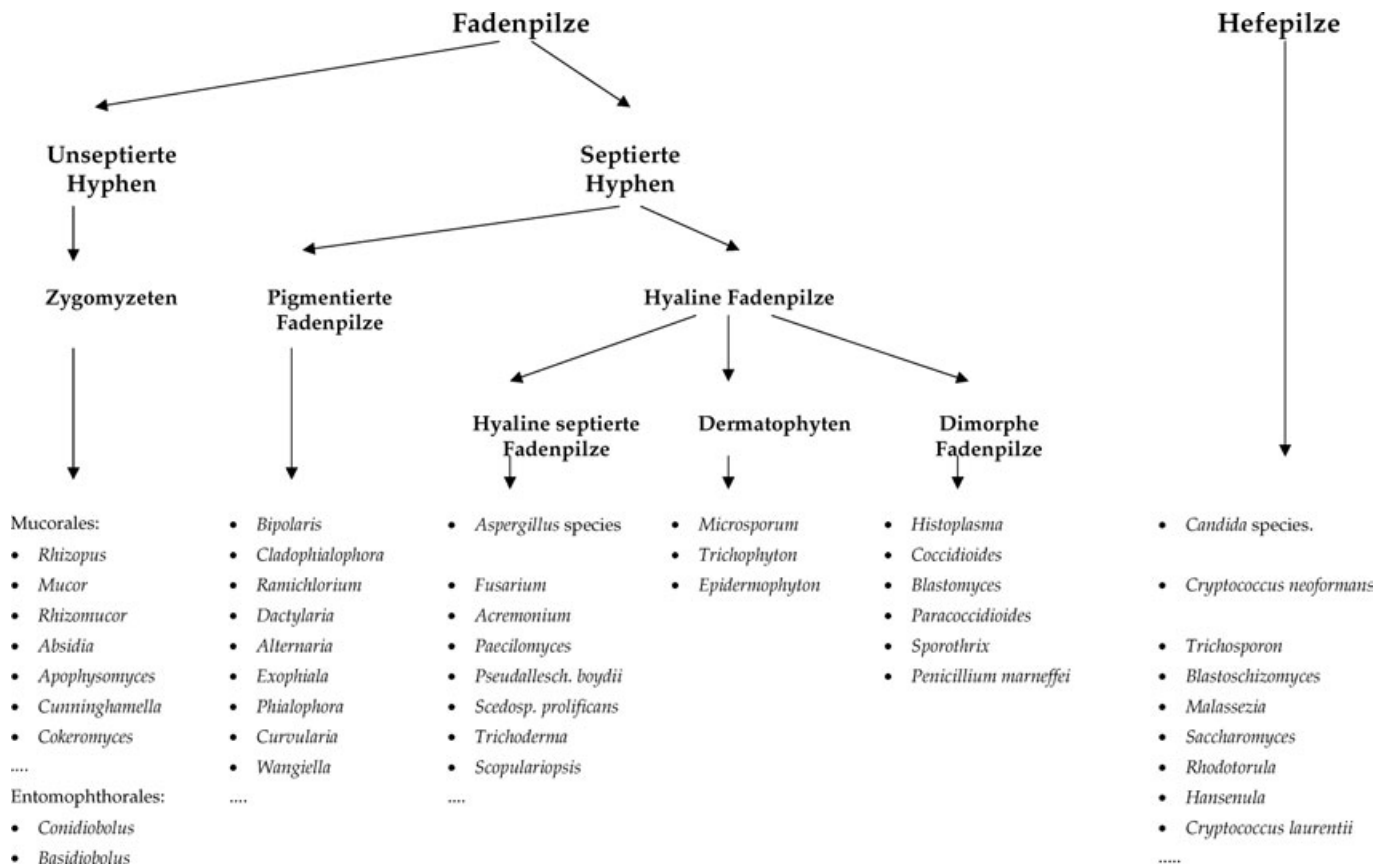 Fadenpilze
Hefepilze
Unseptierte
Hyphen
Septierte
Hyphen
Zygomyzeten
Pigmentierte
Fadenpilze
Hyaline Fadenpilze
Hyaline septierte
Fadenpilze
Dermatophyten
Dimorphe
Fadenpilze
Mucorales:
• Rhizopus
• Mucor
• Rhizomucor
• Absidia
• Apophysomyces
• Cunninghamella
• Cokeromyces
....
Entomophthorales:
• Conidiobolus
• Basidiobolus
• Bipolaris
• Cladophialophora
• Ramichlorium
• Dactylaria
• Alternaria
• Exophiala
• Phialophora
• Curvularia
• Wangiella
....
• Aspergillus species
• Fusarium
• Acremonium
• Paecilomyces
• Pseudallesch. boydii
• Scedosp. prolificans
• Trichoderma
• Scopulariopsis
....
• Microsporum
• Trichophyton
• Epidermophyton
• Histoplasma
• Coccidioides
• Blastomyces
• Paracoccidioides
• Sporothrix
• Penicillium marneffei
• Candida species.
• Cryptococcus neoformans
• Trichosporon
• Blastoschizomyces
• Malassezia
• Saccharomyces
• Rhodotorula
• Hansenula
• Cryptococcus laurentii
.....